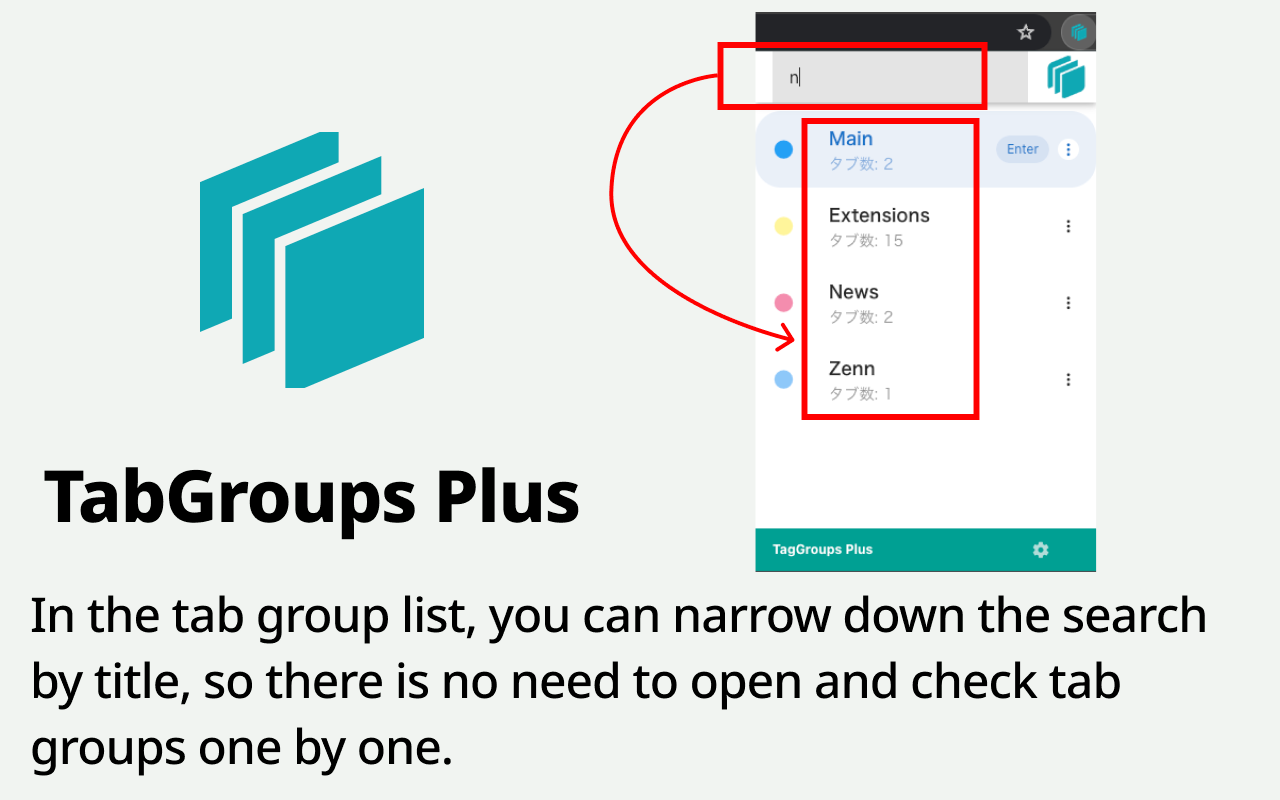 n
Main
タブ数: 2
Enter
Extensions
タブ数: 15
News
タブ数: 2
Zenn
タブ数: 1
TagGroups Plus
TabGroups Plus
In the tab group list, you can narrow down the search
by title, so there is no need to open and check tab
groups one by one.